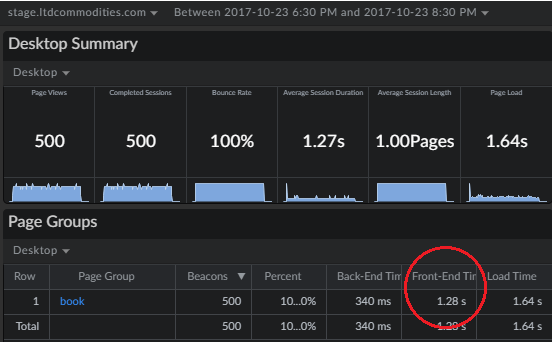 stage.ltdcommodities.com Between 2017-10-23 6:30 PM and 2017-10-23 8:30 PM
Desktop Summary
Desktop
Page Views Completed Sessions Bounce Rate Average Session Duration Average Session Length Page Load
500 500 100% 1.27s 1.00Pages 1.64s
Page Groups
Desktop
Row Page Group Beacons Percent Back-End Tim Front-End Tin Load Time
1 book 500 10...0% 340 ms 1.28 s 1.64 s
Total 500 10...0% 340 ms 1.28 s 1.64 s